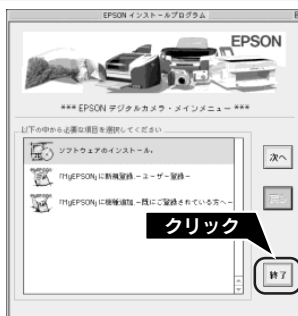 EPSON インストールプログラム
EPSON
*** EPSON デジタルカメラ・メインメニュー ***
以下の中から必要な項目を選択してください
ソフトウェアのインストール。
「MyEPSON」に新規登録。－ユーザー登録－
「MyEPSON」に機種追加。－既にご登録されている方へ－
次へ
戻る
クリック
終了